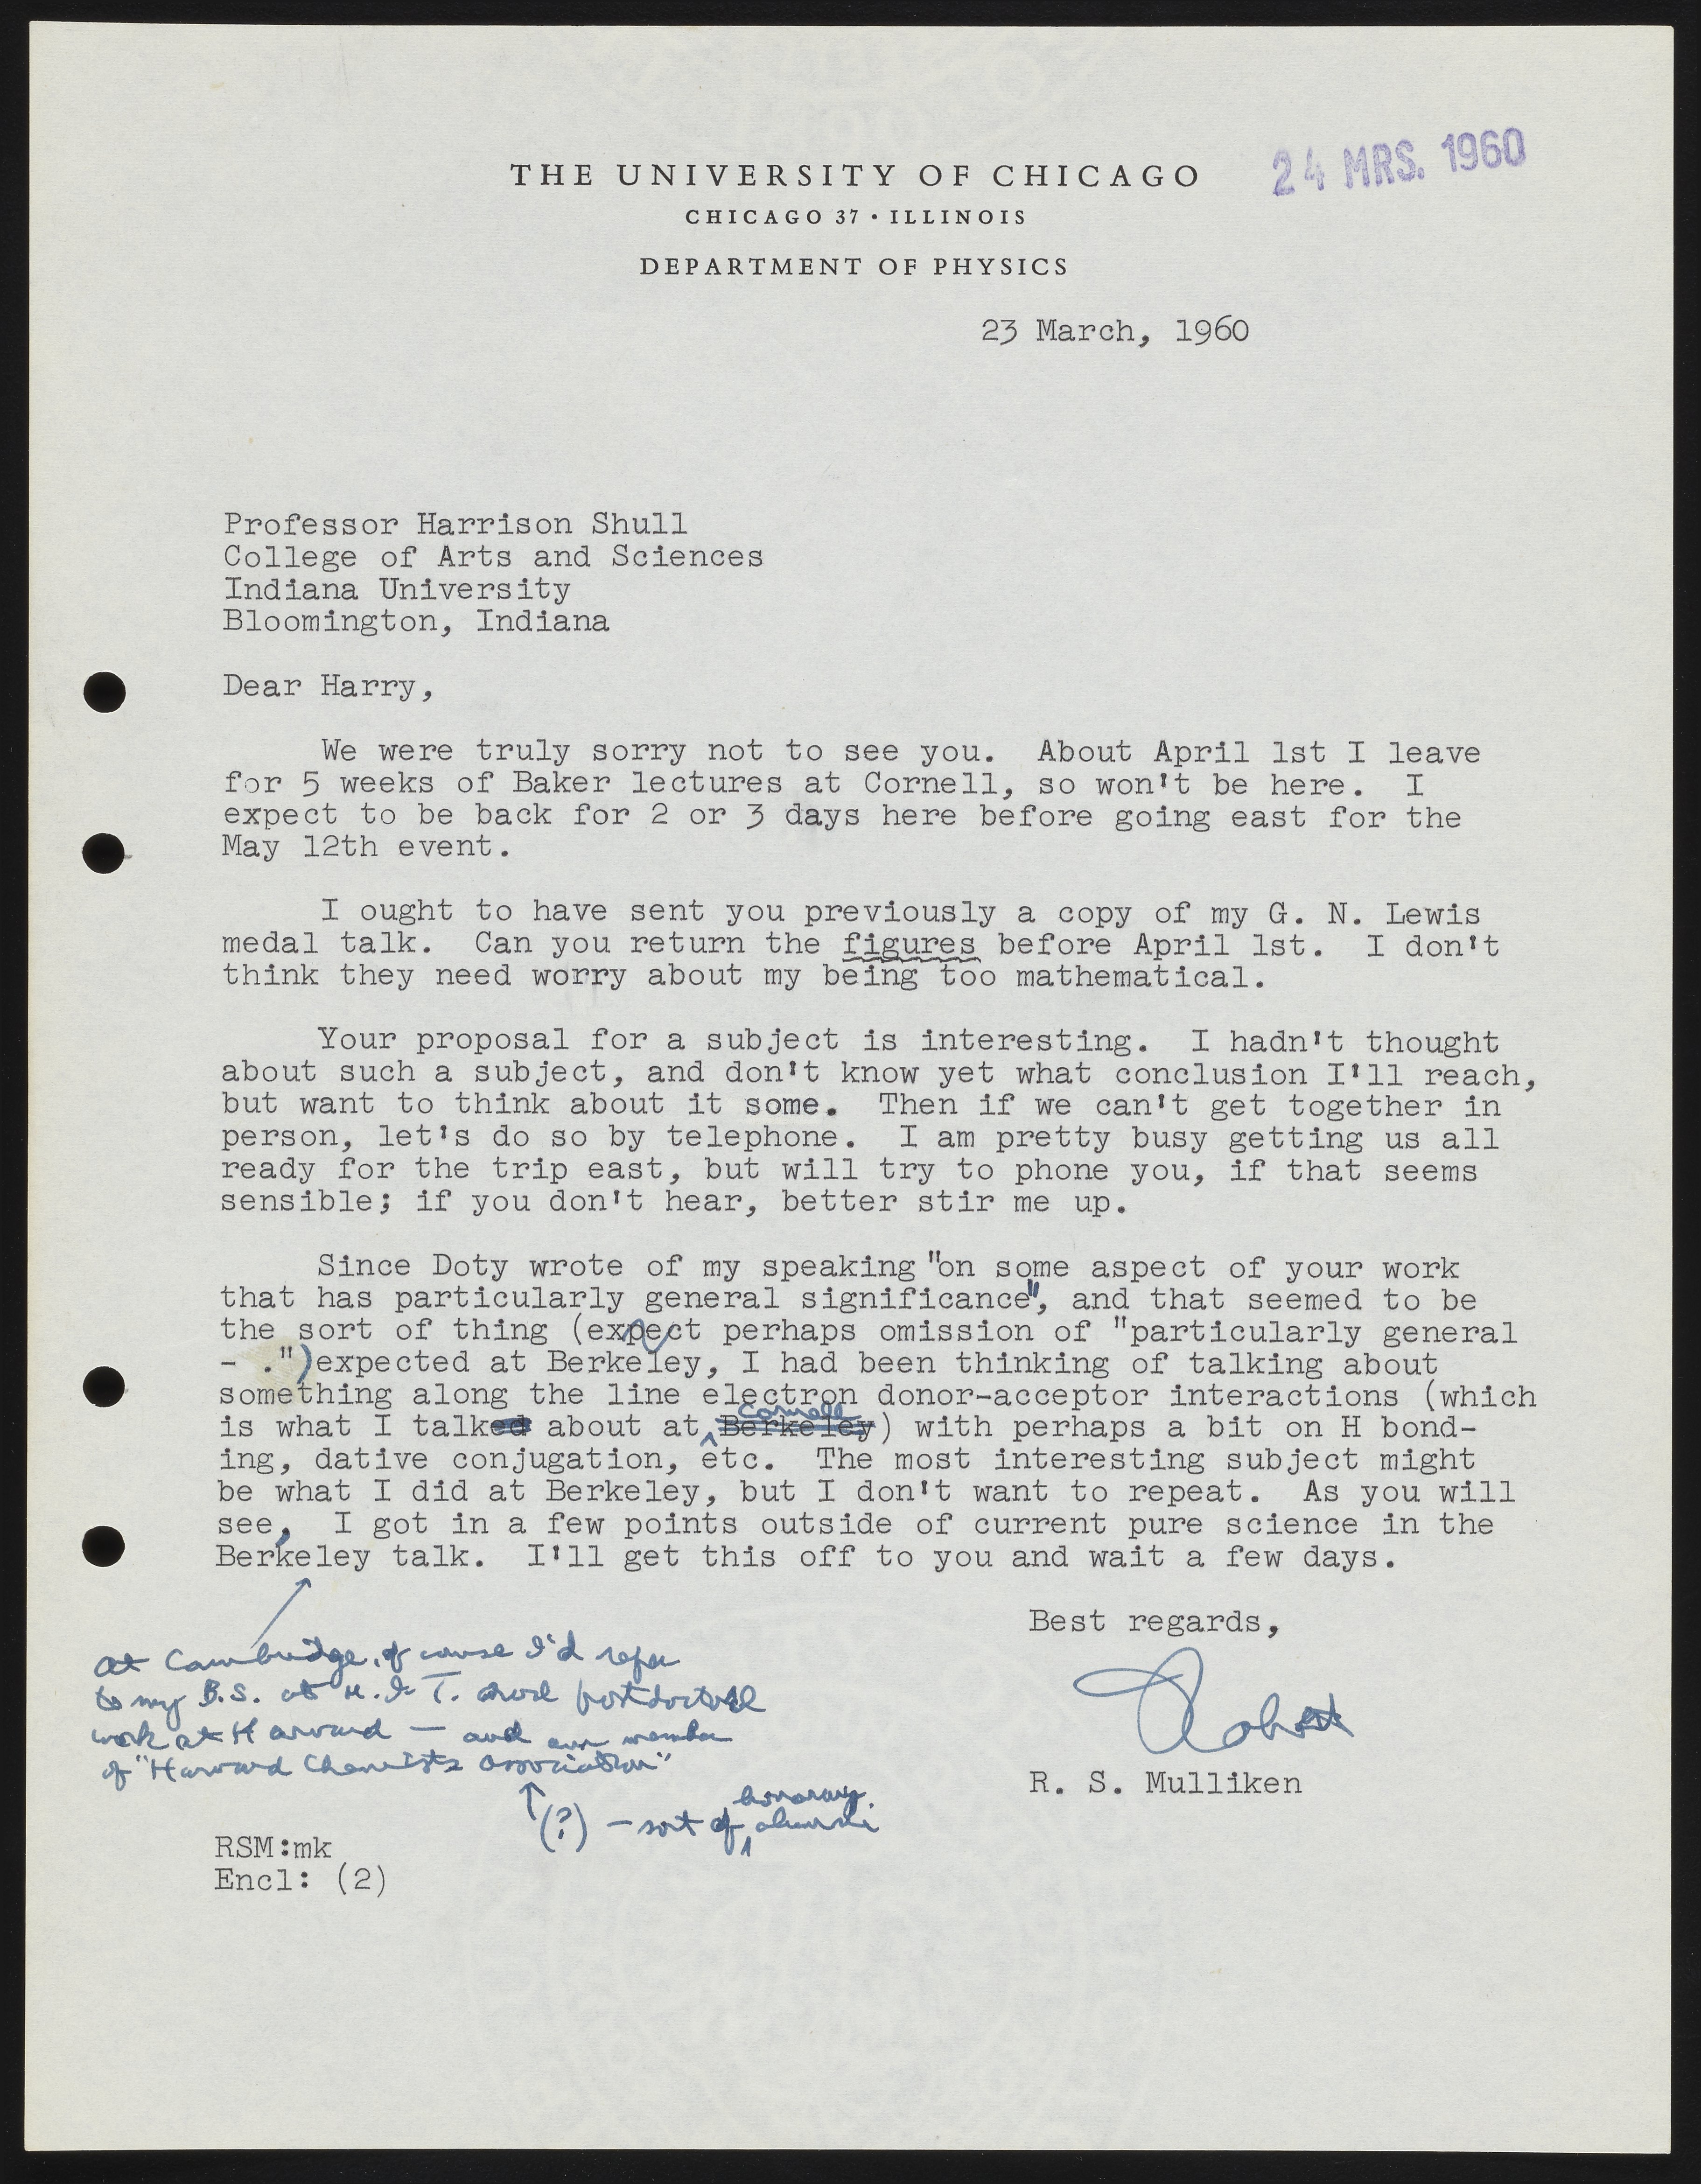 THE UNIVERSITY OF CHICAGO
24 MRS. 1960
CHICAGO 37 • ILLINOIS
DEPARTMENT OF PHYSICS
23 March, 1960
Professor Harrison Shull
College of Arts and Sciences
Indiana University
Bloomington, Indiana
Dear Harry,
We were truly sorry not to see you. About April 1st I leave
for 5 weeks of Baker lectures at Cornell, so won't be here. I
expect to be back for 2 or 3 days here before going east for the
May 12th event.
I ought to have sent you previously a copy of my G. N. Lewis
medal talk. Can you return the figures before April 1st. I don't
think they need worry about my being too mathematical.
Your proposal for a subject is interesting. I hadn't thought
about such a subject, and don't know yet what conclusion I'll reach,
but want to think about it some. Then if we can't get together in
person, let's do so by telephone. I am pretty busy getting us all
ready for the trip east, but will try to phone you, if that seems
sensible; if you don't hear, better stir me up.
Since Doty wrote of my speaking "on some aspect of your work
that has particularly general significance", and that seemed to be
the sort of thing (expect perhaps omission of "particularly general
- .") expected at Berkeley, I had been thinking of talking about
something along the line electron donor-acceptor interactions (which
Cornell
is what I talked about at Berkeley) with perhaps a bit on H bond-
ing, dative conjugation, etc. The most interesting subject might
be what I did at Berkeley, but I don't want to repeat. As you will
see, I got in a few points outside of current pure science in the
Berkeley talk. I'll get this off to you and wait a few days.
Best regards,
At Cambridge, of course I'd refer
to my B.S. at M.I.T. and postdoctoral
work at Harvard — and am member
of "Harvard Chemists Association"
Robert
R. S. Mulliken
honorary
↑(?) — sort of alumni
RSM:mk
Encl: (2)